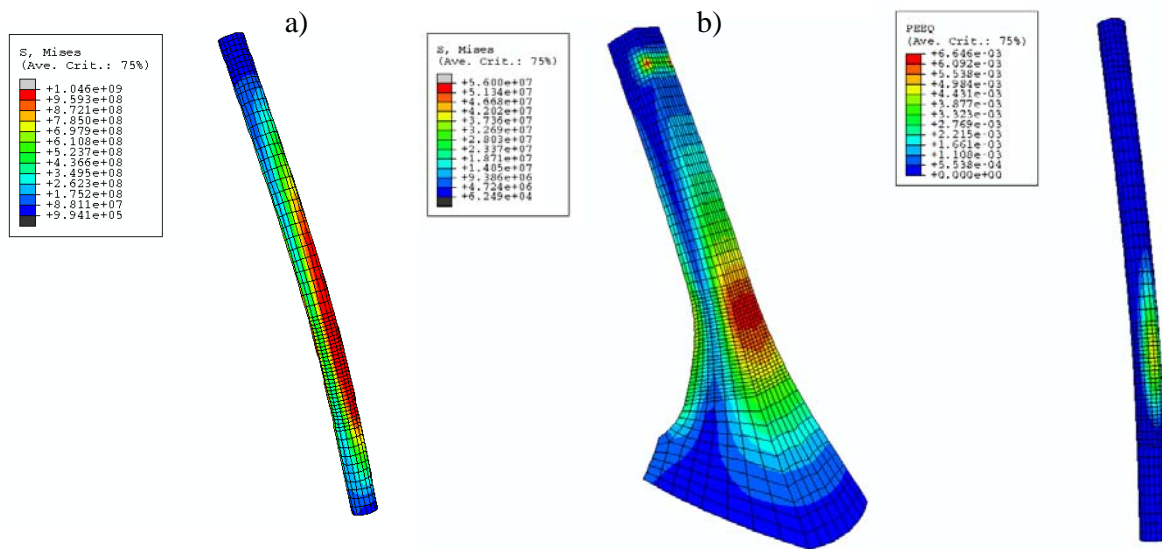 a)
S, Mises
(Ave. Crit.: 75%)
+1.046e+09
+9.593e+08
+8.721e+08
+7.850e+08
+6.979e+08
+6.108e+08
+5.237e+08
+4.366e+08
+3.495e+08
+2.623e+08
+1.752e+08
+8.811e+07
+9.941e+05
b)
S, Mises
(Ave. Crit.: 75%)
+5.600e+07
+5.134e+07
+4.668e+07
+4.202e+07
+3.736e+07
+3.269e+07
+2.803e+07
+2.337e+07
+1.871e+07
+1.405e+07
+9.386e+06
+4.724e+06
+6.249e+04
PEEQ
(Ave. Crit.: 75%)
+6.646e-03
+6.092e-03
+5.538e-03
+4.984e-03
+4.431e-03
+3.877e-03
+3.323e-03
+2.769e-03
+2.215e-03
+1.661e-03
+1.108e-03
+5.538e-04
+0.000e+00